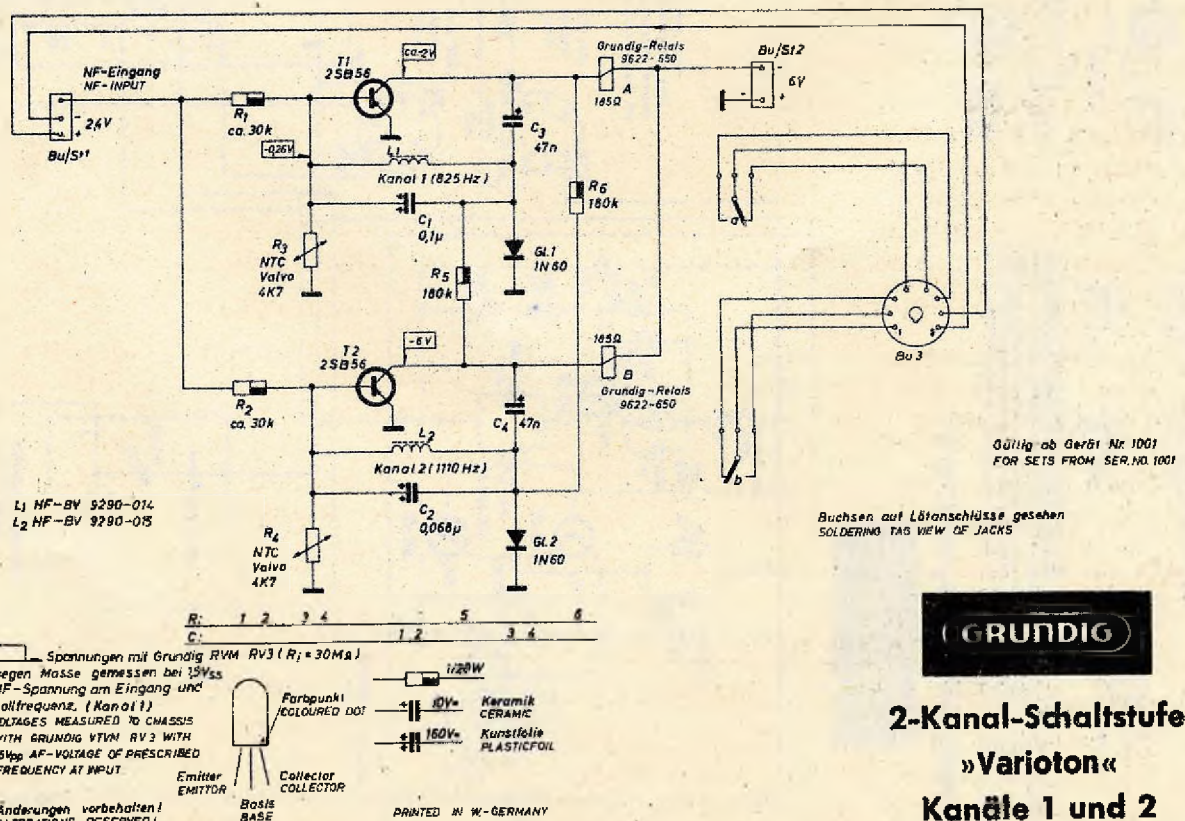 NF-Eingang
NF-INPUT
2,4V
-
+
Bu/St1
R1
ca. 30k
T1
2SB56
ca.-2V
Grundig-Relais
9622-650
185Ω
A
Bu/St.2
-
6V
+
C3
47n
L1
Kanal 1 (825 Hz)
C1
0,1μ
R3
NTC
Valvo
4K7
R5
180k
GL.1
1N60
R6
180k
a
T2
2SB56
-6V
185Ω
B
Grundig-Relais
9622-650
R2
ca. 30k
C4
47n
L2
Kanal 2 (1110 Hz)
C2
0,068μ
R4
NTC
Valvo
4K7
GL.2
1N60
b
1
Bu 3
Gültig ab Gerät Nr. 1001
FOR SETS FROM SER.NO. 1001
L1 HF-BV 9290-014
L2 HF-BV 9290-015
Buchsen auf Lötanschlüsse gesehen
SOLDERING TAG VIEW OF JACKS
R: 1 2 3 4 5 6
C: 1 2 3 4
Spannungen mit Grundig RVM RV3 (Ri = 30MΩ)
gegen Masse gemessen bei
NF-Spannung am Eingang und
ollfrequenz. (Kanal 1)
OLTAGES MEASURED TO CHASSIS
WITH GRUNDIG VTVM RV3 WITH
AF-VOLTAGE OF PRESCRIBED
FREQUENCY AT INPUT
Farbpunkt
COLOURED DOT
Emitter
EMITTOR
Collector
COLLECTOR
Basis
BASE
1/20W
10V= Keramik
CERAMIC
160V= Kunstfolie
PLASTICFOIL
Änderungen vorbehalten!
ALTERATIONS RESERVED!
PRINTED IN W.-GERMANY
GRUNDIG
2-Kanal-Schaltstufe
»Varioton«
Kanäle 1 und 2